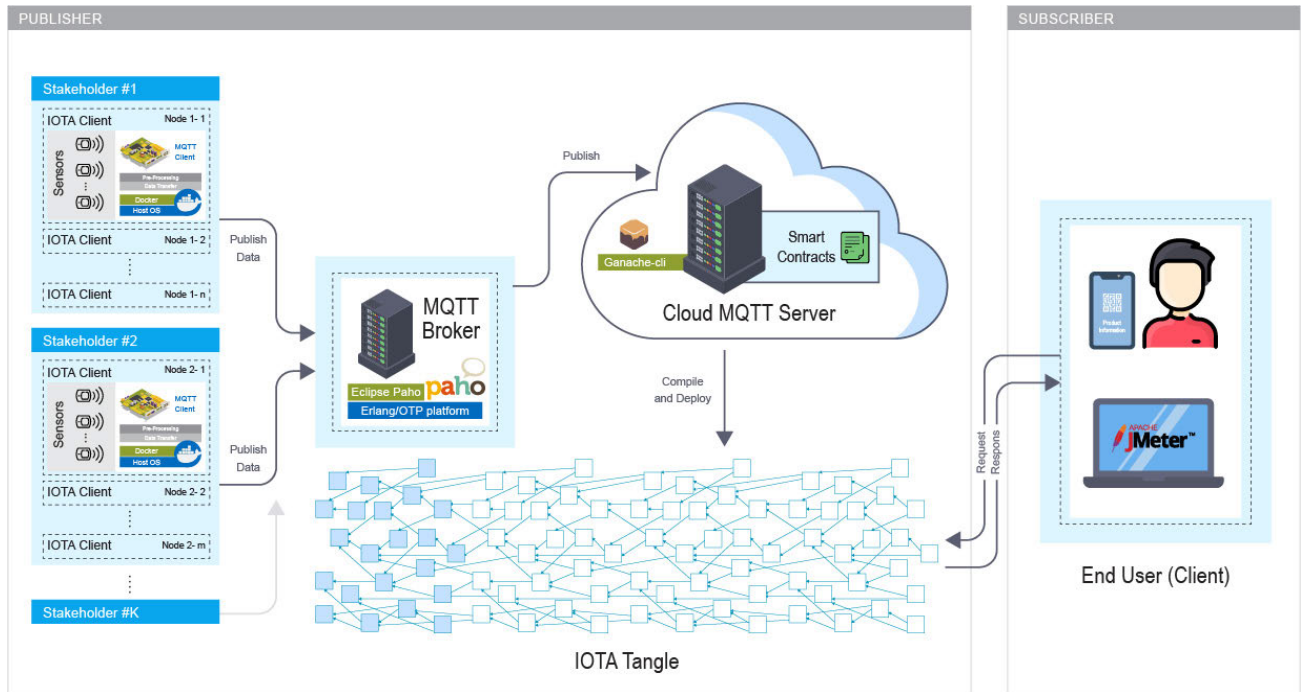 PUBLISHER
SUBSCRIBER
Stakeholder #1
IOTA Client
Node 1- 1
Sensors
MQTT
Client
Pre-Processing
Data Transfer
Docker
Host OS
IOTA Client
Node 1- 2
IOTA Client
Node 1- n
Stakeholder #2
IOTA Client
Node 2- 1
Sensors
MQTT
Client
Pre-Processing
Data Transfer
Docker
Host OS
IOTA Client
Node 2- 2
IOTA Client
Node 2- m
Stakeholder #K
Publish
Data
Publish
Data
MQTT
Broker
Eclipse Paho
paho
Erlang/OTP platform
Publish
Ganache-cli
Smart
Contracts
Cloud MQTT Server
Compile
and Deploy
IOTA Tangle
Request
Respons
Product
Information
APACHE
JMeter™
End User (Client)